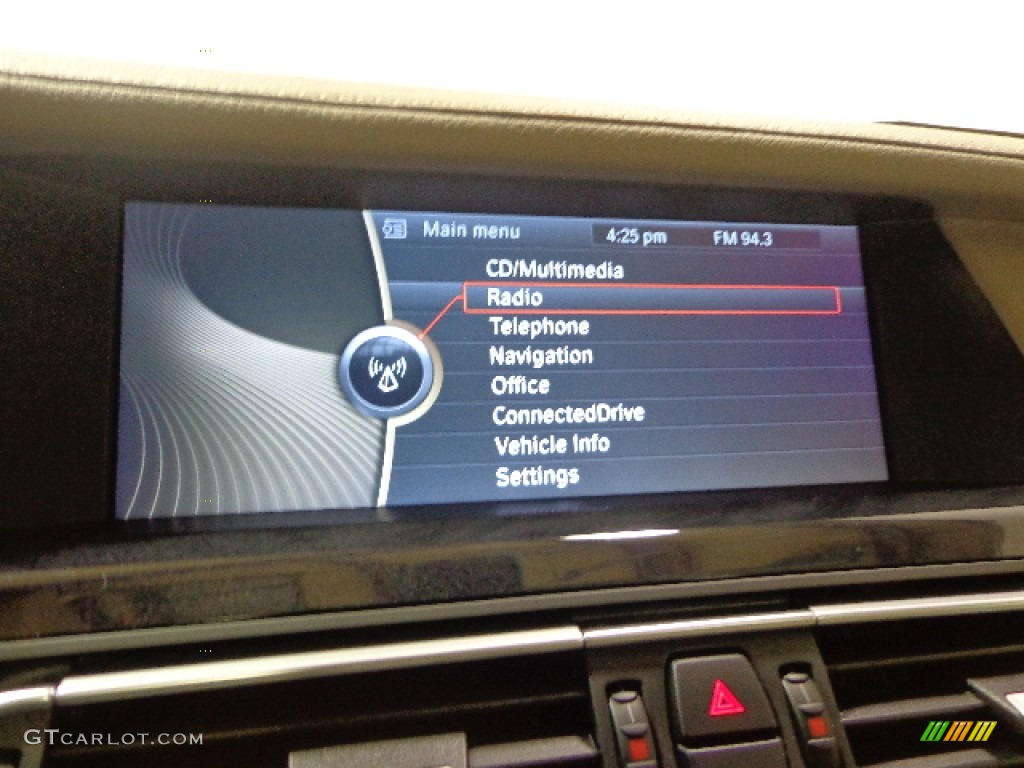 Main menu 4:25 pm FM 94.3
CD/Multimedia
Radio
Telephone
Navigation
Office
ConnectedDrive
Vehicle Info
Settings
GTcarlot.com